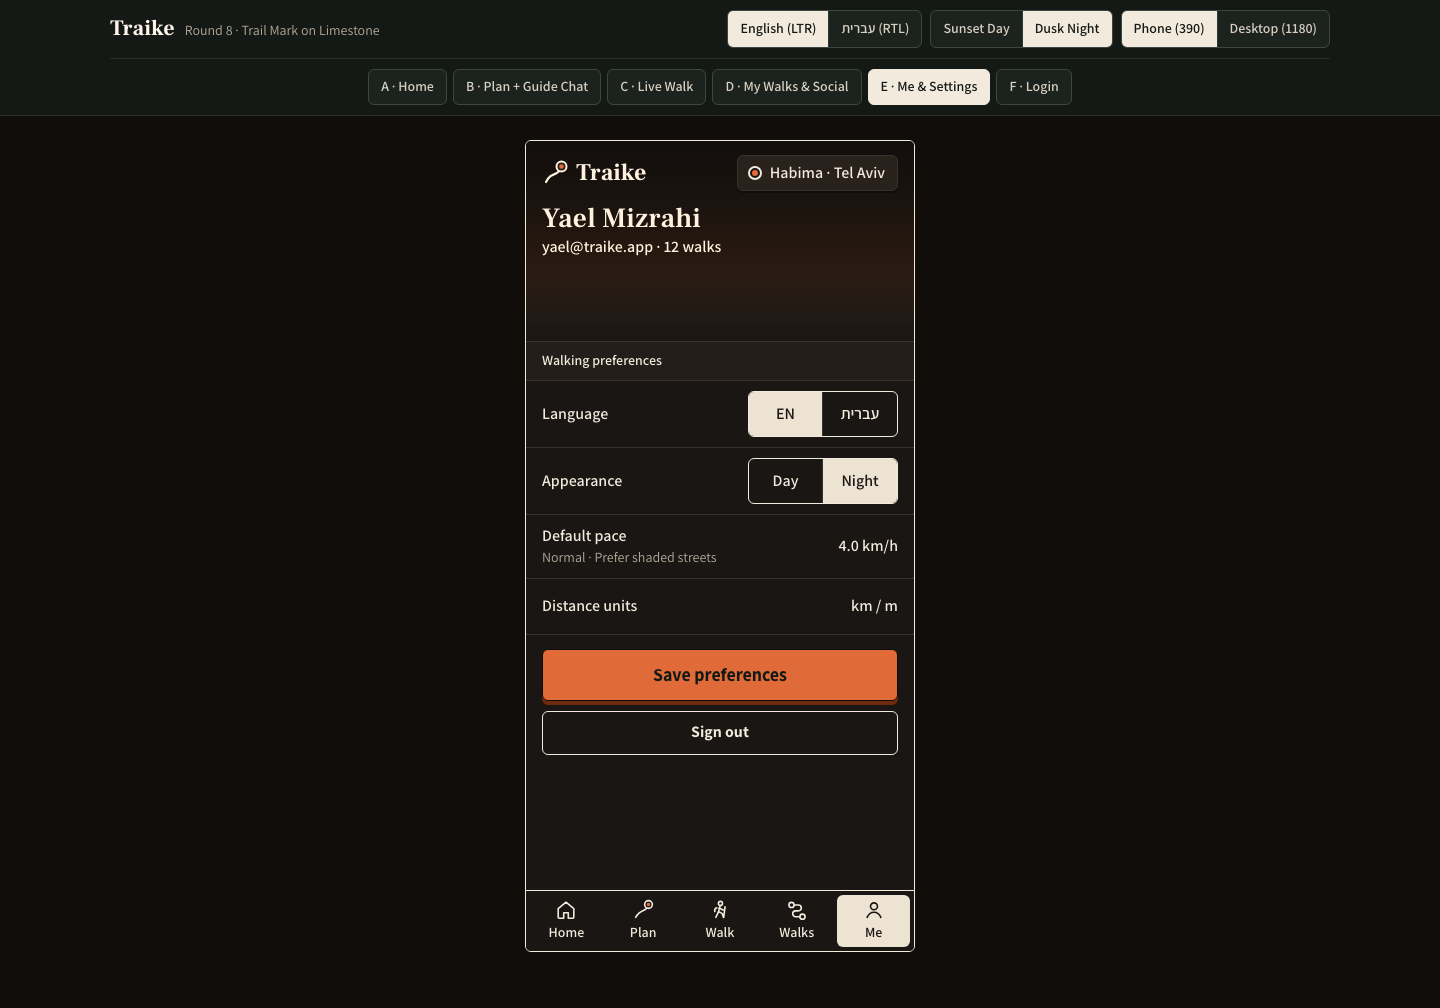 Traike Round 8 · Trail Mark on Limestone
English (LTR) עברית (RTL) Sunset Day Dusk Night Phone (390) Desktop (1180)
A · Home B · Plan + Guide Chat C · Live Walk D · My Walks & Social E · Me & Settings F · Login
Traike Habima · Tel Aviv
Yael Mizrahi
yael@traike.app · 12 walks
Walking preferences
Language EN עברית
Appearance Day Night
Default pace
Normal · Prefer shaded streets
4.0 km/h
Distance units km / m
Save preferences
Sign out
Home Plan Walk Walks Me